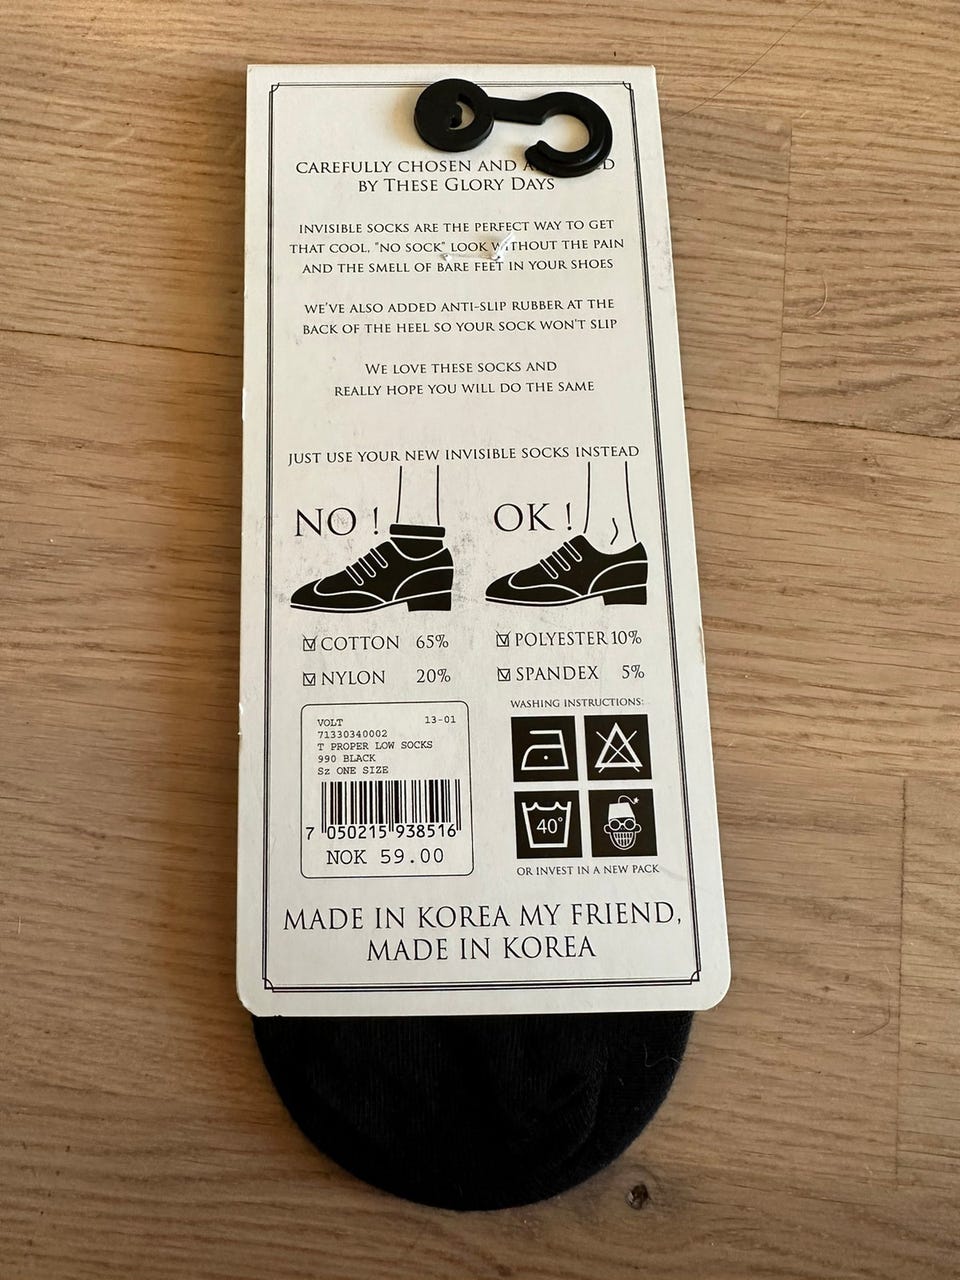 CAREFULLY CHOSEN AND
BY THESE GLORY DAYS
INVISIBLE SOCKS ARE THE PERFECT WAY TO GET
THAT COOL, "NO SOCK" LOOK WITHOUT THE PAIN
AND THE SMELL OF BARE FEET IN YOUR SHOES
WE'VE ALSO ADDED ANTI-SLIP RUBBER AT THE
BACK OF THE HEEL SO YOUR SOCK WON'T SLIP
WE LOVE THESE SOCKS AND
REALLY HOPE YOU WILL DO THE SAME
JUST USE YOUR NEW INVISIBLE SOCKS INSTEAD
NO ! OK !
COTTON 65% POLYESTER 10%
NYLON 20% SPANDEX 5%
WASHING INSTRUCTIONS:
VOLT 13-01
71330340002
T PROPER LOW SOCKS
990 BLACK
Sz ONE SIZE
7 050215 938516
NOK 59.00
40°
OR INVEST IN A NEW PACK
MADE IN KOREA MY FRIEND,
MADE IN KOREA